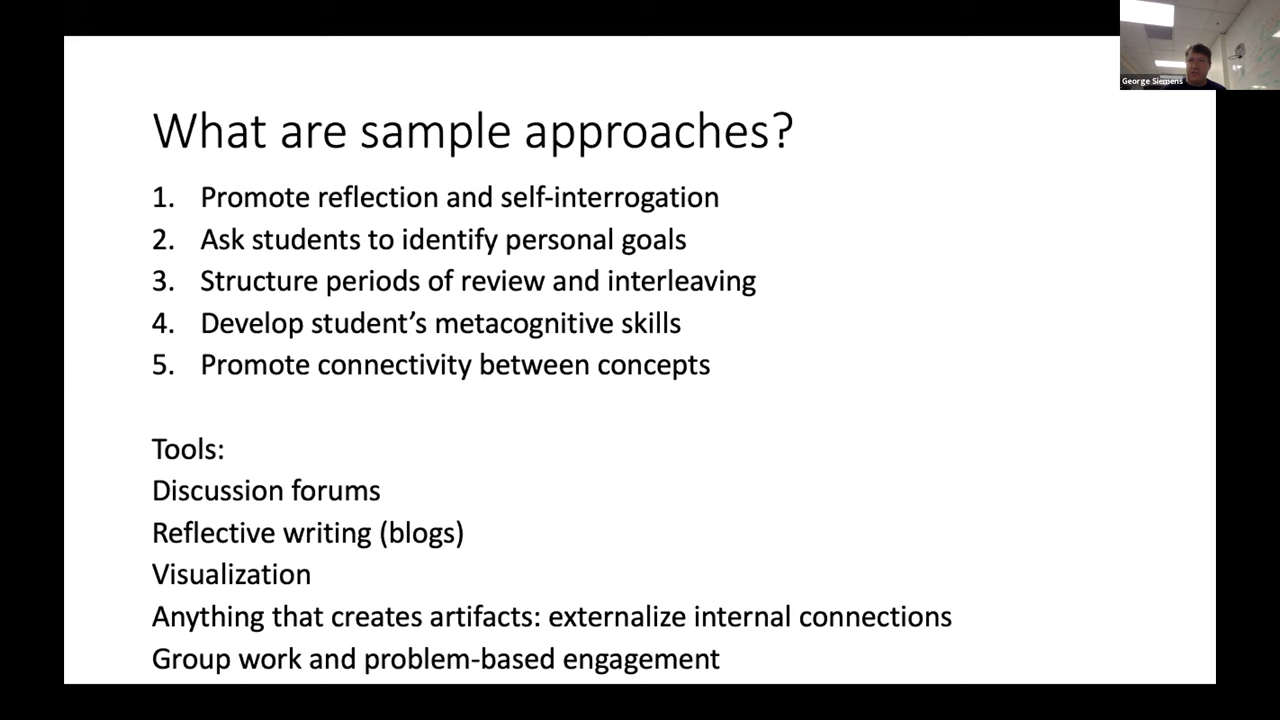 George Siemens
What are sample approaches?
1. Promote reflection and self-interrogation
2. Ask students to identify personal goals
3. Structure periods of review and interleaving
4. Develop student’s metacognitive skills
5. Promote connectivity between concepts
Tools:
Discussion forums
Reflective writing (blogs)
Visualization
Anything that creates artifacts: externalize internal connections
Group work and problem-based engagement